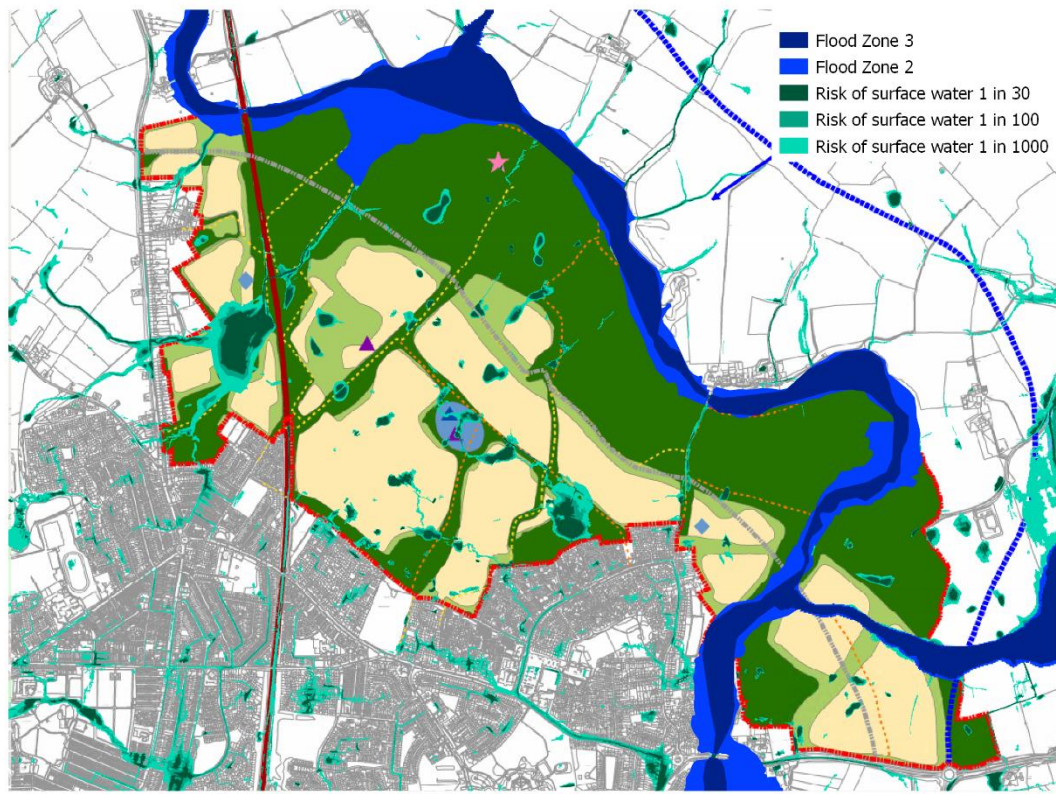 Flood Zone 3
Flood Zone 2
Risk of surface water 1 in 30
Risk of surface water 1 in 100
Risk of surface water 1 in 1000